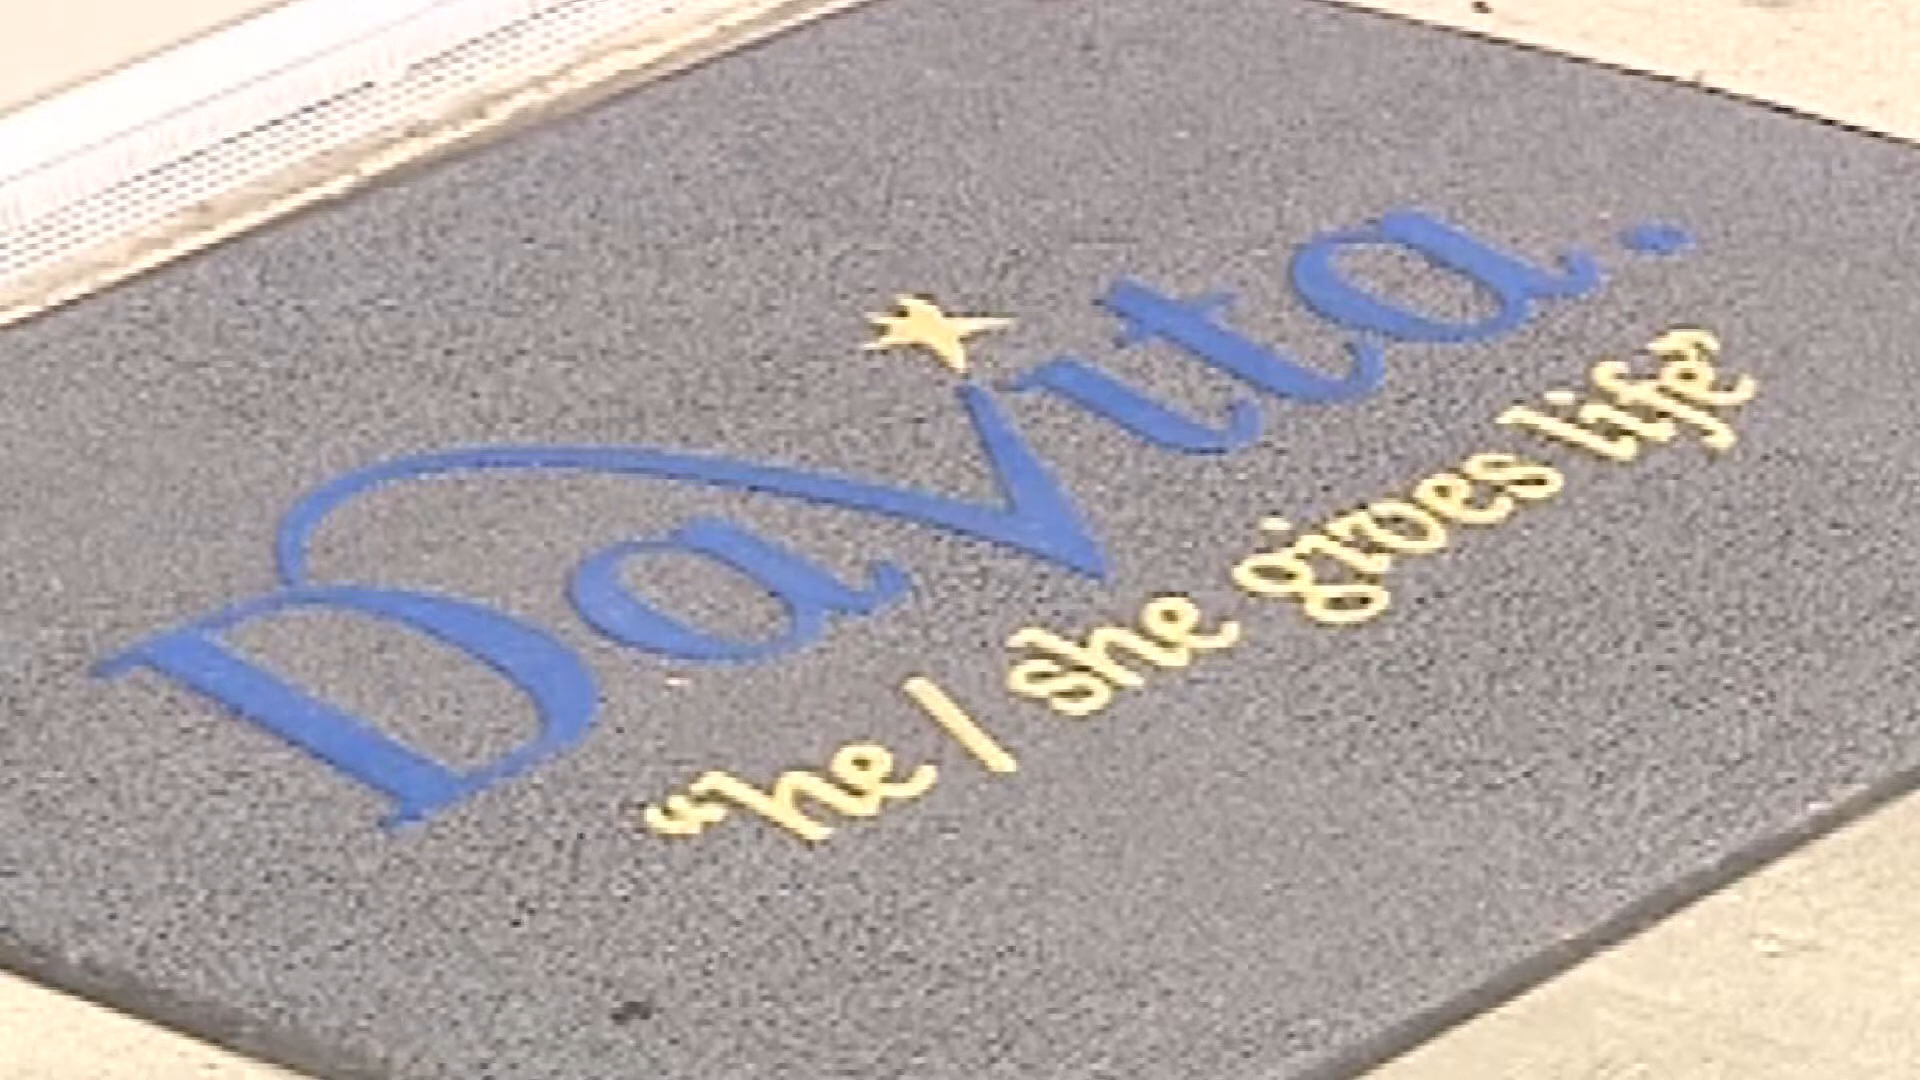 DaVita.
“he / she gives life”